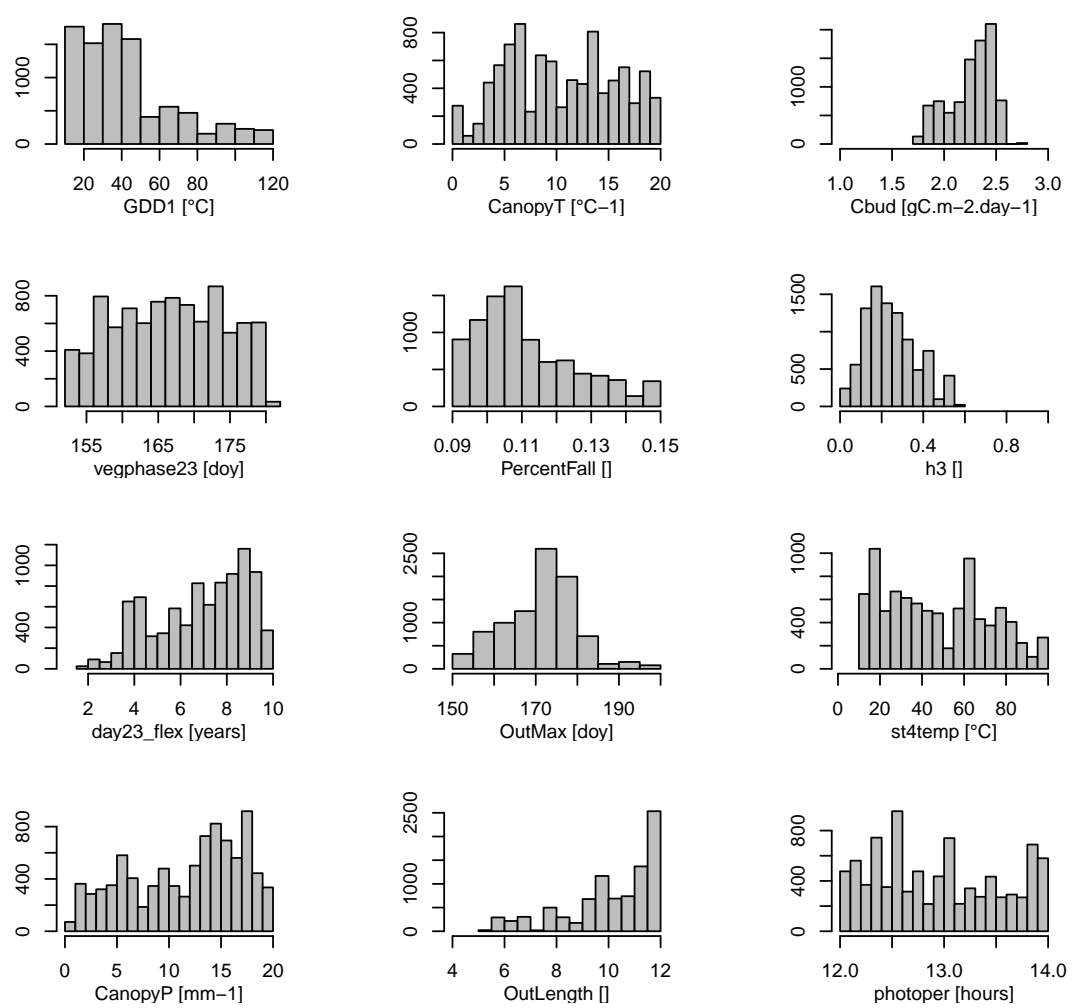 0 1000
20 40 60 80 120
GDD1 [°C]
0 400 800
0 5 10 15 20
CanopyT [°C−1]
0 1000
1.0 2.0 2.5 3.0
Cbud [gC.m−2.day−1]
0 400 800
155 165 175
vegphase23 [doy]
0 1000
0.09 0.11 0.13 0.15
PercentFall []
0 500 1500
0.0 0.4 0.8
h3 []
0 400 1000
2 4 6 8 10
day23_flex [years]
0 1000 2500
150 170 190
OutMax [doy]
0 400 1000
0 20 40 60 80
st4temp [°C]
0 400 800
0 5 10 15 20
CanopyP [mm−1]
0 1000 2500
4 6 8 10 12
OutLength []
0 400 800
12.0 13.0 14.0
photoper [hours]